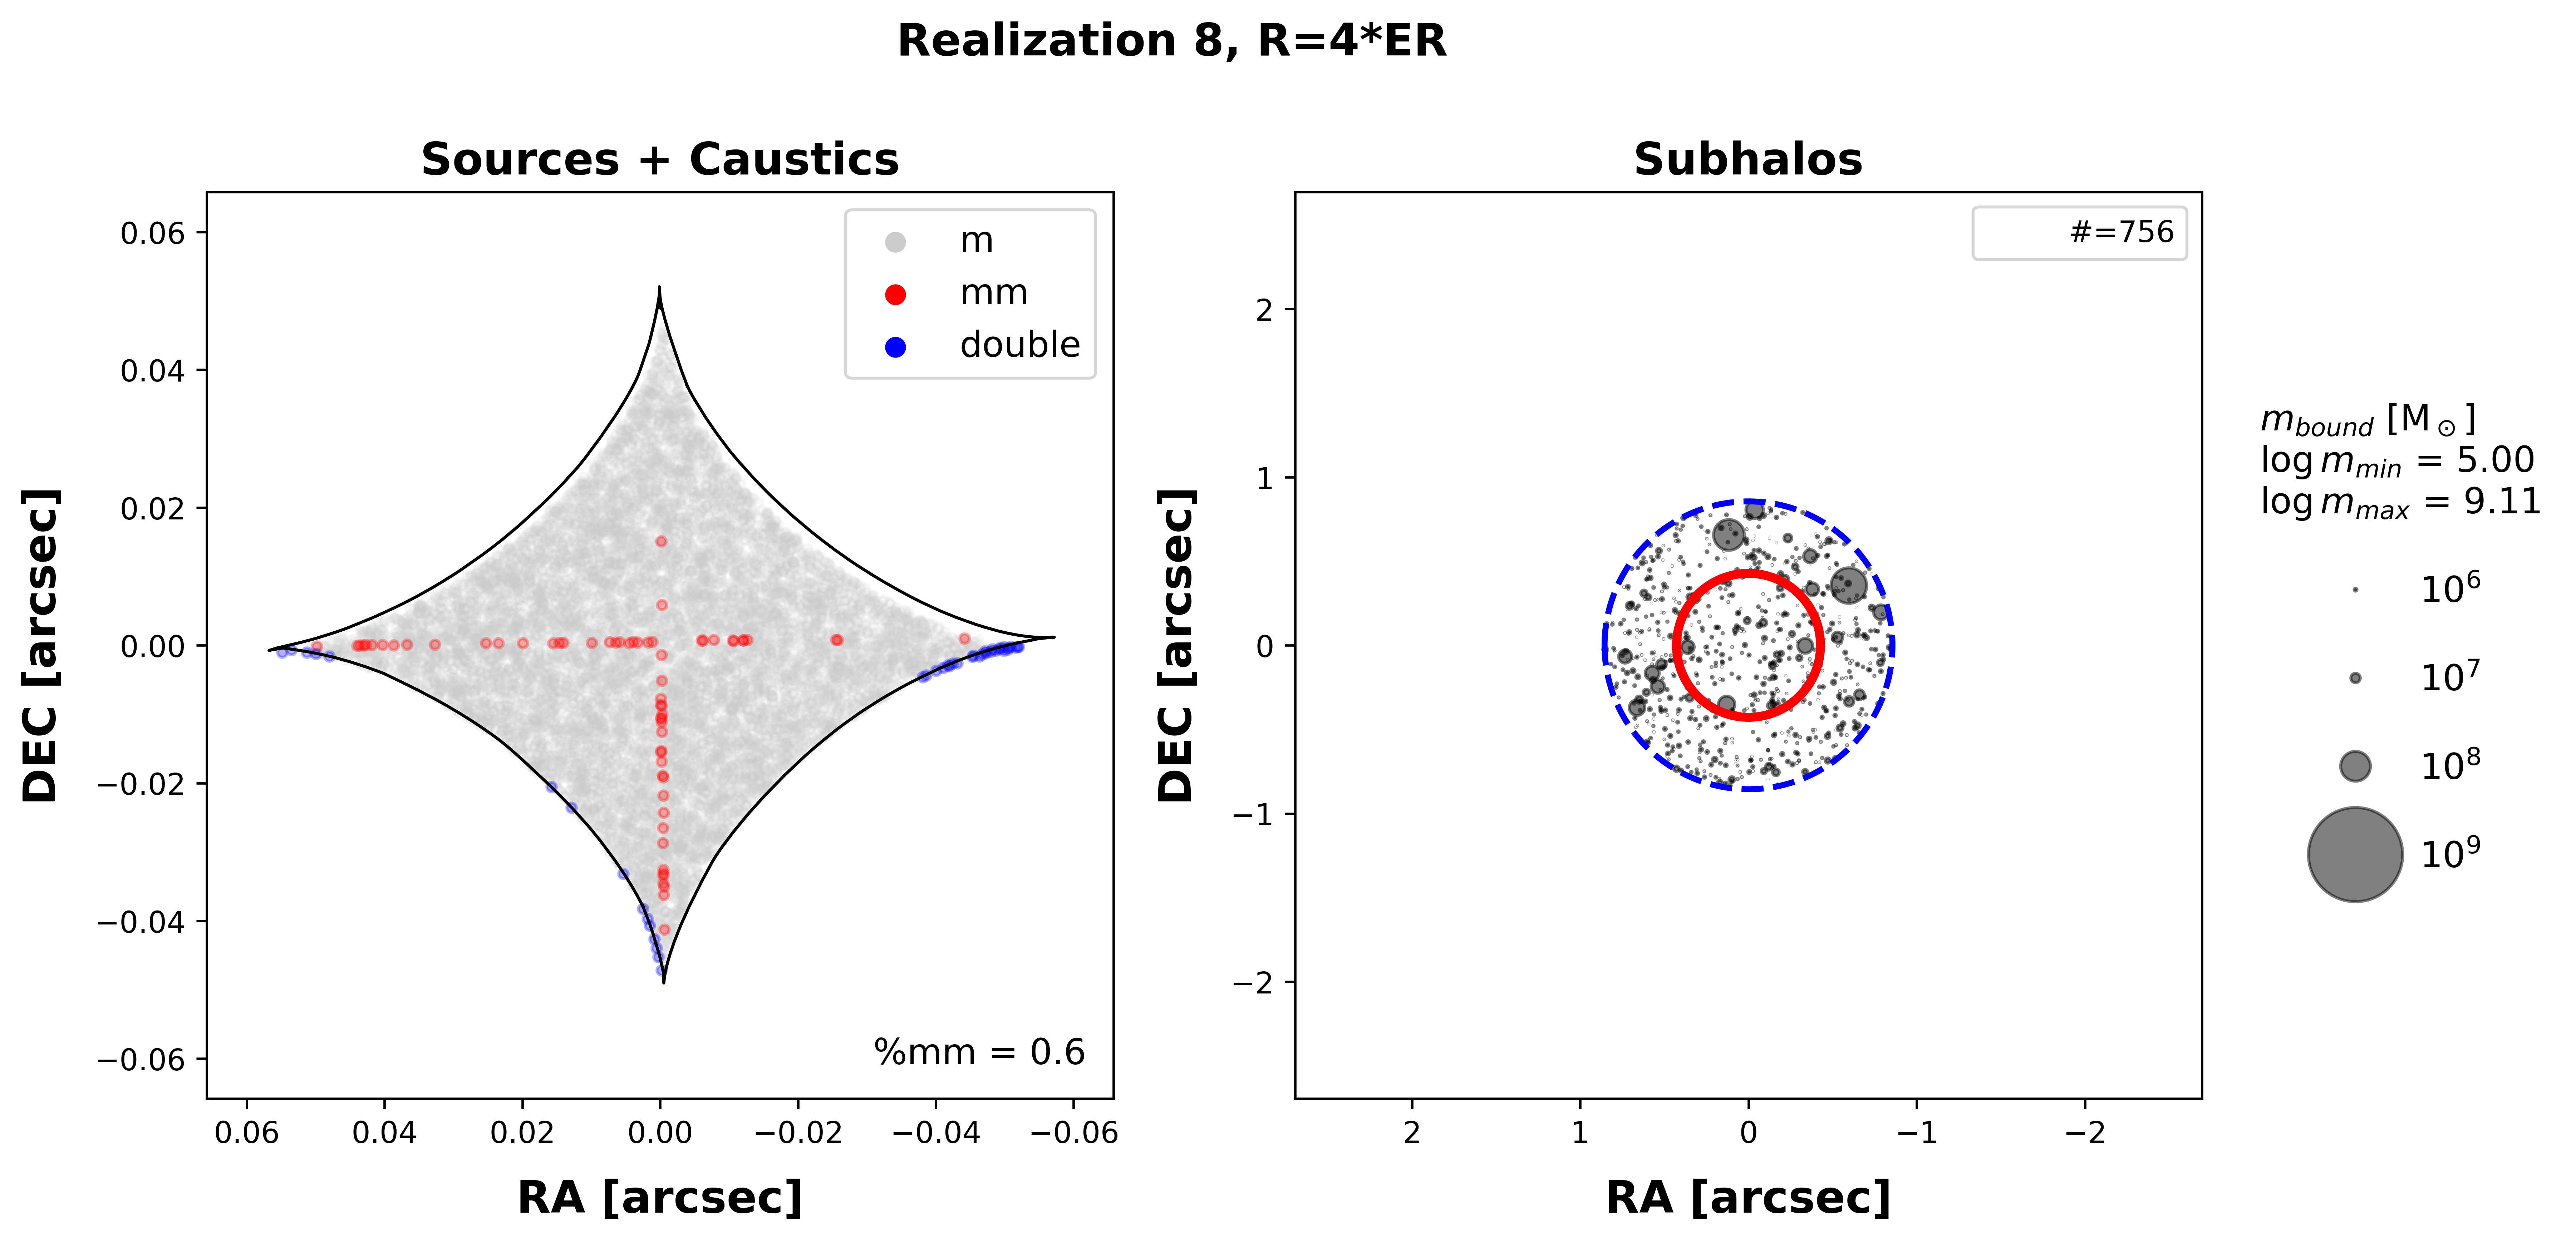 Realization 8, R=4*ER
Sources + Caustics
m
mm
double
%mm = 0.6
0.06
0.04
0.02
0.00
−0.02
−0.04
−0.06
0.06
0.04
0.02
0.00
−0.02
−0.04
−0.06
DEC [arcsec]
RA [arcsec]
Subhalos
#=756
2
1
0
−1
−2
2
1
0
−1
−2
DEC [arcsec]
RA [arcsec]
m_bound [M_⊙]
log m_min = 5.00
log m_max = 9.11
10^6
10^7
10^8
10^9